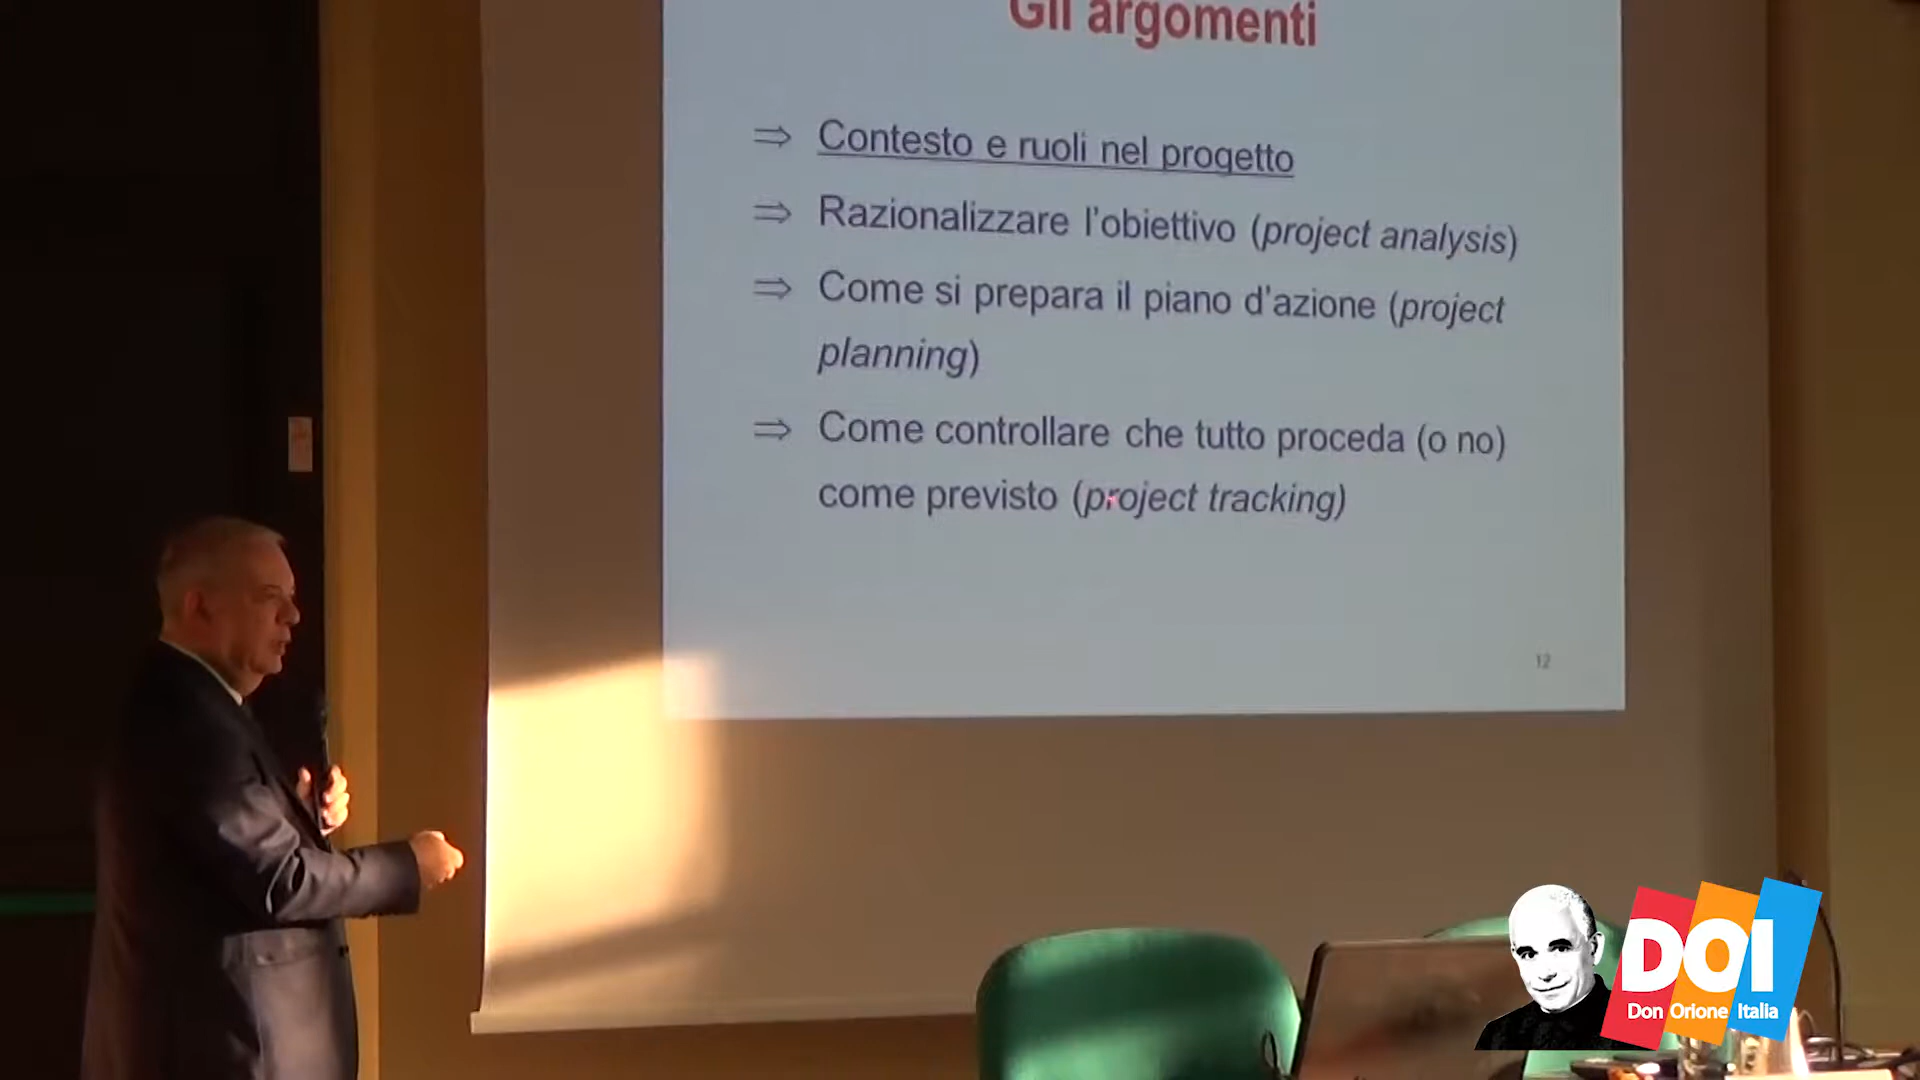 Gli argomenti
⇒ Contesto e ruoli nel progetto
⇒ Razionalizzare l'obiettivo (project analysis)
⇒ Come si prepara il piano d'azione (project
planning)
⇒ Come controllare che tutto proceda (o no)
come previsto (project tracking)
12
DOI
Don Orione Italia